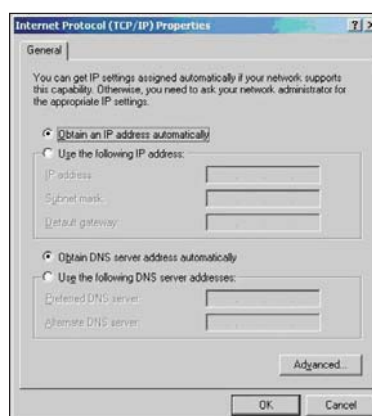 Internet Protocol (TCP/IP) Properties
General
You can get IP settings assigned automatically if your network supports
this capability. Otherwise, you need to ask your network administrator for
the appropriate IP settings.
Obtain an IP address automatically
Use the following IP address:
IP address:
Subnet mask:
Default gateway:
Obtain DNS server address automatically
Use the following DNS server addresses:
Preferred DNS server:
Alternate DNS server:
Advanced...
OK
Cancel